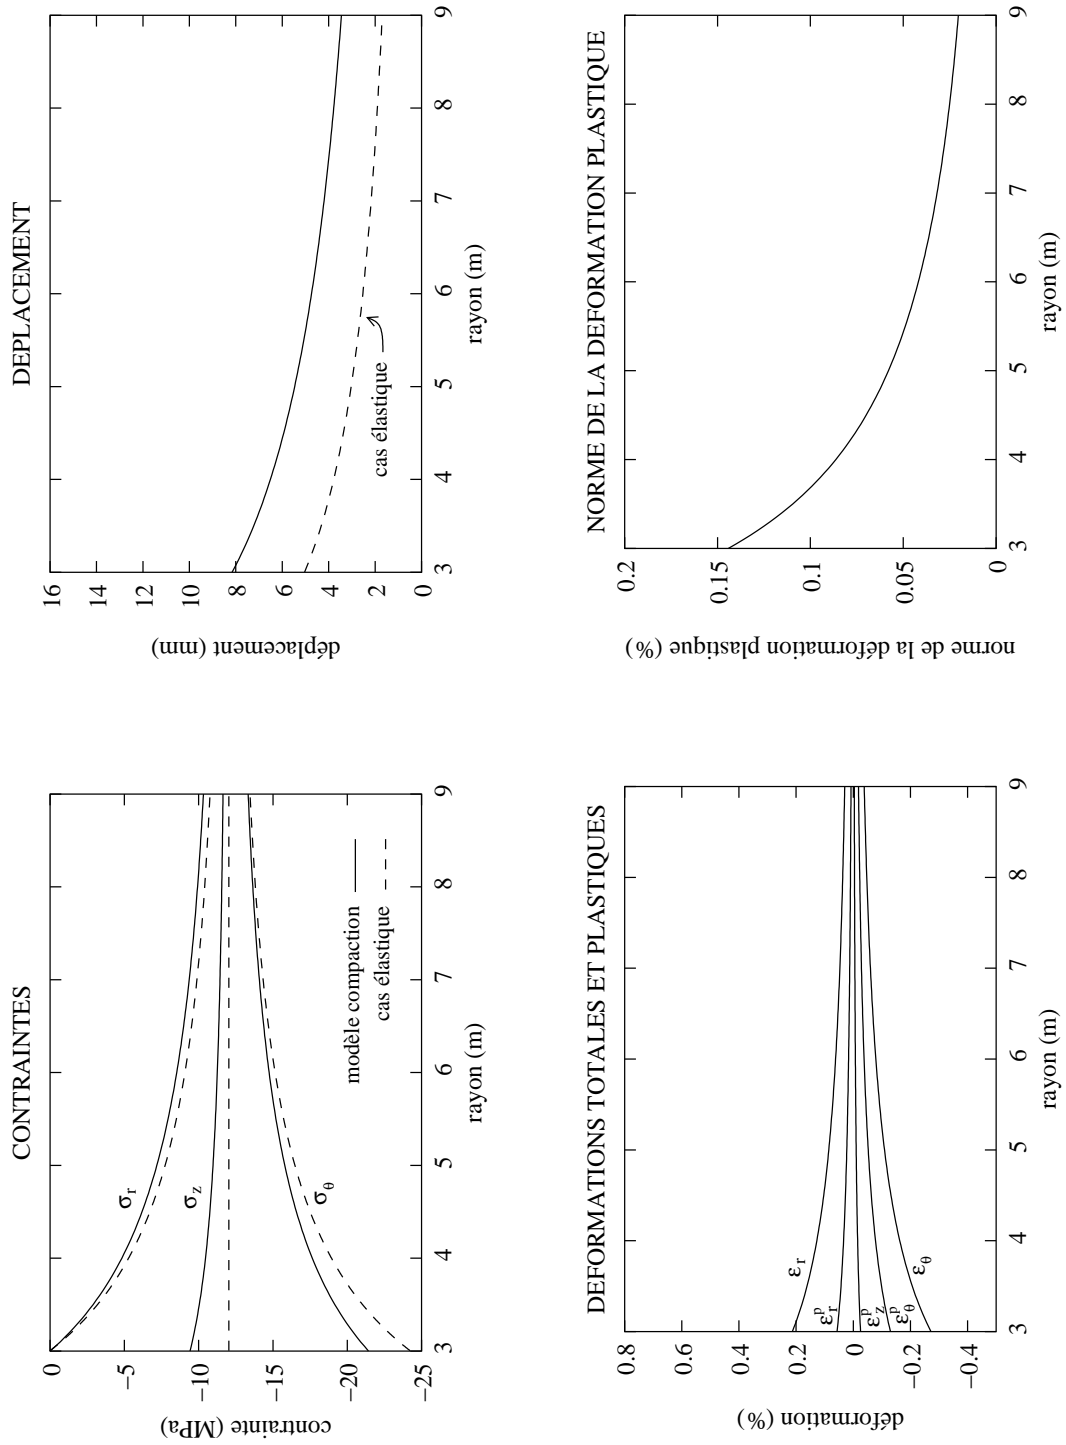 CONTRAINTES
contrainte (MPa)
0
−5
−10
−15
−20
−25
σr
σz
σθ
modèle compaction
cas élastique
3 4 5 6 7 8 9
rayon (m)
DEPLACEMENT
déplacement (mm)
16
14
12
10
8
6
4
2
0
cas élastique
3 4 5 6 7 8 9
rayon (m)
DEFORMATIONS TOTALES ET PLASTIQUES
déformation (%)
0.8
0.6
0.4
0.2
0
−0.2
−0.4
εr
εpr
εpz
εpθ
εθ
3 4 5 6 7 8 9
rayon (m)
NORME DE LA DEFORMATION PLASTIQUE
norme de la déformation plastique (%)
0.2
0.15
0.1
0.05
0
3 4 5 6 7 8 9
rayon (m)